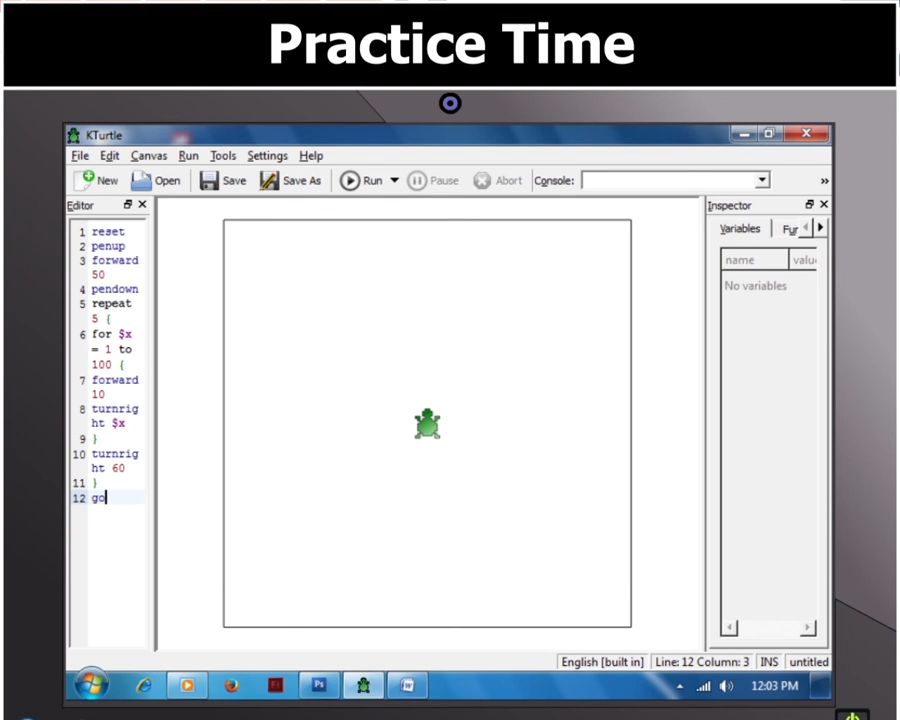 Practice Time
KTurtle
File Edit Canvas Run Tools Settings Help
New Open Save Save As Run Pause Abort Console:
Editor
1 reset
2 penup
3 forward
50
4 pendown
5 repeat
5 {
6 for $x
= 1 to
100 {
7 forward
10
8 turnrig
ht $x
9 }
10 turnrig
ht 60
11 }
12 go
Inspector
Variables Fur
name valu
No variables
English [built in] Line: 12 Column: 3 INS untitled
Ps W 12:03 PM